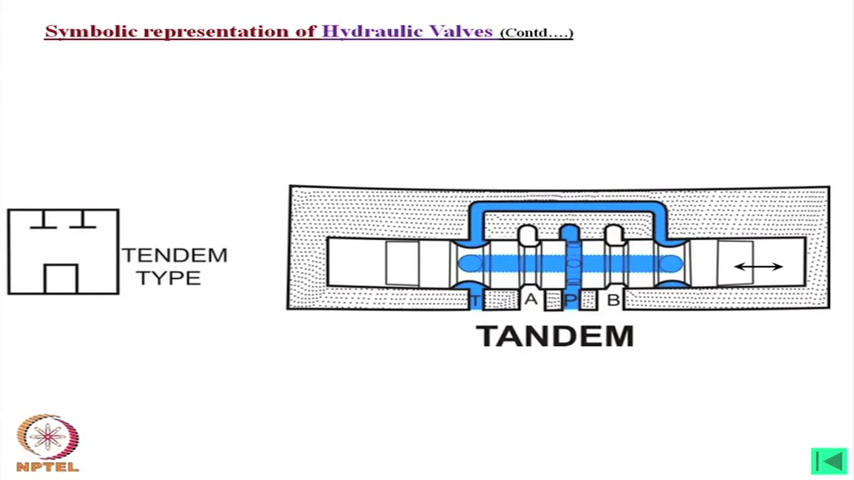 Symbolic representation of Hydraulic Valves (Contd....)
TENDEM
TYPE
T A P B
TANDEM
NPTEL